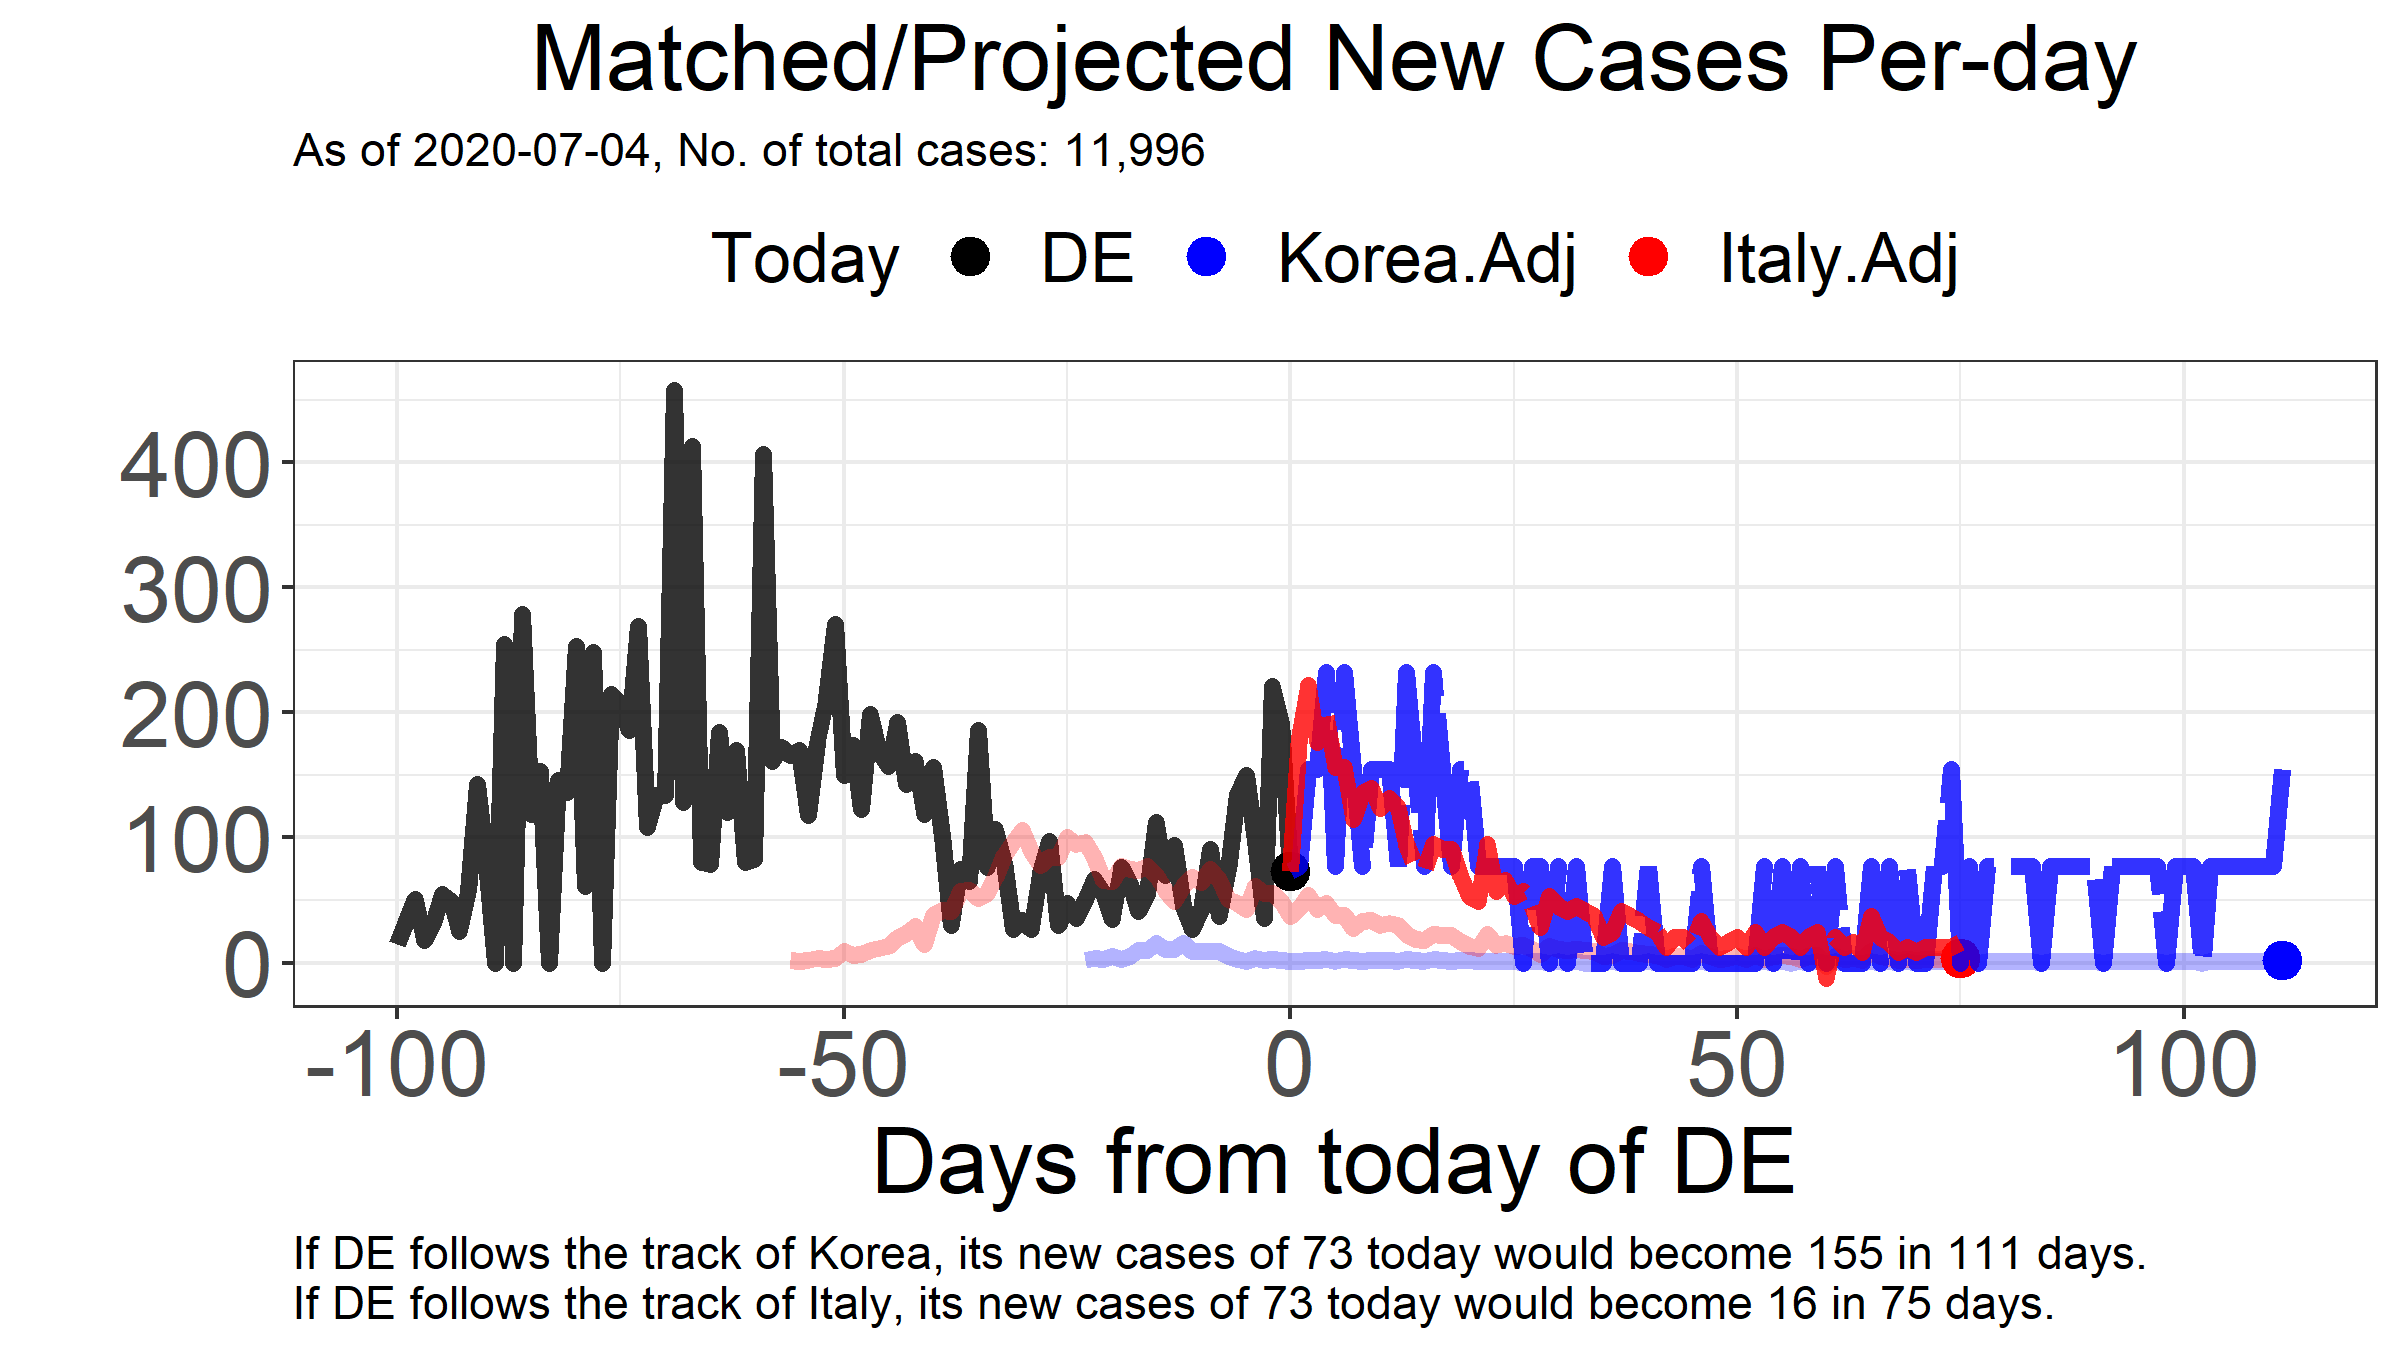 Matched/Projected New Cases Per-day
As of 2020-07-04, No. of total cases: 11,996
Today DE Korea.Adj Italy.Adj
400
300
200
100
0
-100 -50 0 50 100
Days from today of DE
If DE follows the track of Korea, its new cases of 73 today would become 155 in 111 days.
If DE follows the track of Italy, its new cases of 73 today would become 16 in 75 days.